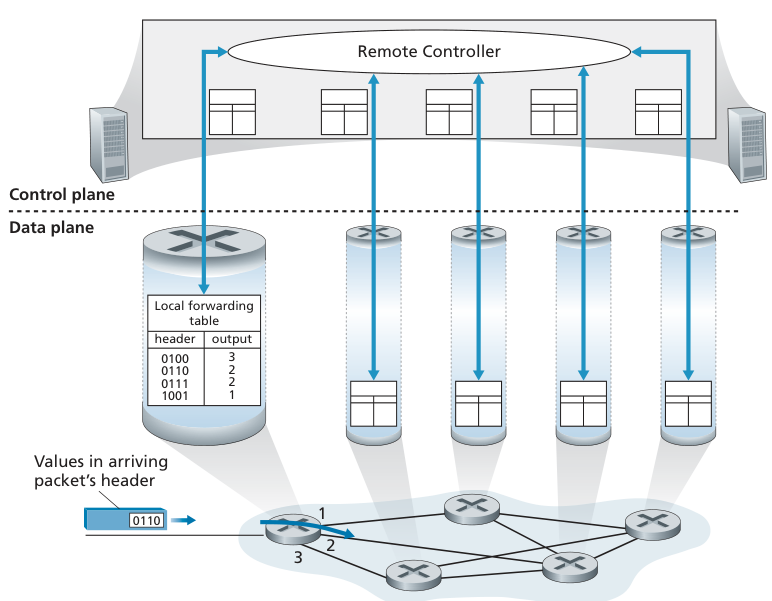 Remote Controller
Control plane
Data plane
Local forwarding
table
header output
0100 3
0110 2
0111 2
1001 1
Values in arriving
packet's header
0110
1
2
3